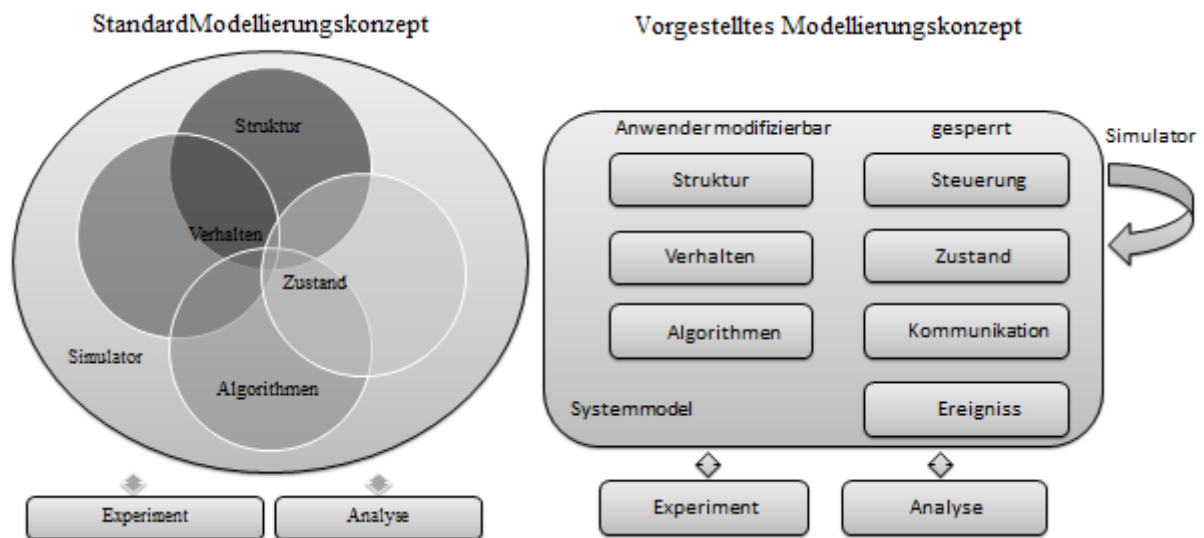 StandardModellierungskonzept
Struktur
Verhalten
Zustand
Simulator
Algorithmen
Experiment
Analyse
Vorgestelltes Modellierungskonzept
Anwender modifizierbar
gesperrt
Simulator
Struktur
Steuerung
Verhalten
Zustand
Algorithmen
Kommunikation
Systemmodel
Ereigniss
Experiment
Analyse